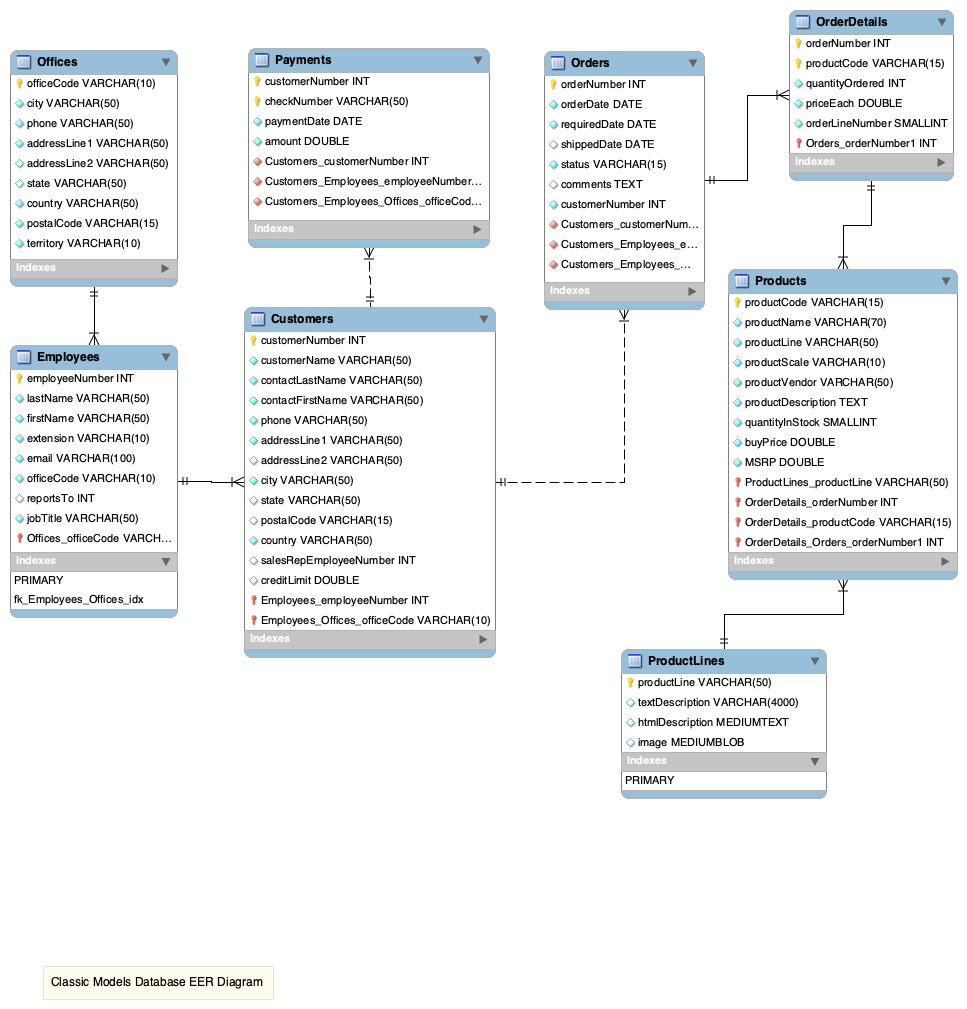 Offices
officeCode VARCHAR(10)
city VARCHAR(50)
phone VARCHAR(50)
addressLine1 VARCHAR(50)
addressLine2 VARCHAR(50)
state VARCHAR(50)
country VARCHAR(50)
postalCode VARCHAR(15)
territory VARCHAR(10)
Indexes
Employees
employeeNumber INT
lastName VARCHAR(50)
firstName VARCHAR(50)
extension VARCHAR(10)
email VARCHAR(100)
officeCode VARCHAR(10)
reportsTo INT
jobTitle VARCHAR(50)
Offices_officeCode VARCH...
Indexes
PRIMARY
fk_Employees_Offices_idx
Payments
customerNumber INT
checkNumber VARCHAR(50)
paymentDate DATE
amount DOUBLE
Customers_customerNumber INT
Customers_Employees_employeeNumber...
Customers_Employees_Offices_officeCod...
Indexes
Customers
customerNumber INT
customerName VARCHAR(50)
contactLastName VARCHAR(50)
contactFirstName VARCHAR(50)
phone VARCHAR(50)
addressLine1 VARCHAR(50)
addressLine2 VARCHAR(50)
city VARCHAR(50)
state VARCHAR(50)
postalCode VARCHAR(15)
country VARCHAR(50)
salesRepEmployeeNumber INT
creditLimit DOUBLE
Employees_employeeNumber INT
Employees_Offices_officeCode VARCHAR(10)
Indexes
Orders
orderNumber INT
orderDate DATE
requiredDate DATE
shippedDate DATE
status VARCHAR(15)
comments TEXT
customerNumber INT
Customers_customerNum...
Customers_Employees_e...
Customers_Employees_...
Indexes
OrderDetails
orderNumber INT
productCode VARCHAR(15)
quantityOrdered INT
priceEach DOUBLE
orderLineNumber SMALLINT
Orders_orderNumber1 INT
Indexes
Products
productCode VARCHAR(15)
productName VARCHAR(70)
productLine VARCHAR(50)
productScale VARCHAR(10)
productVendor VARCHAR(50)
productDescription TEXT
quantityInStock SMALLINT
buyPrice DOUBLE
MSRP DOUBLE
ProductLines_productLine VARCHAR(50)
OrderDetails_orderNumber INT
OrderDetails_productCode VARCHAR(15)
OrderDetails_Orders_orderNumber1 INT
Indexes
ProductLines
productLine VARCHAR(50)
textDescription VARCHAR(4000)
htmlDescription MEDIUMTEXT
image MEDIUMBLOB
Indexes
PRIMARY
Classic Models Database EER Diagram